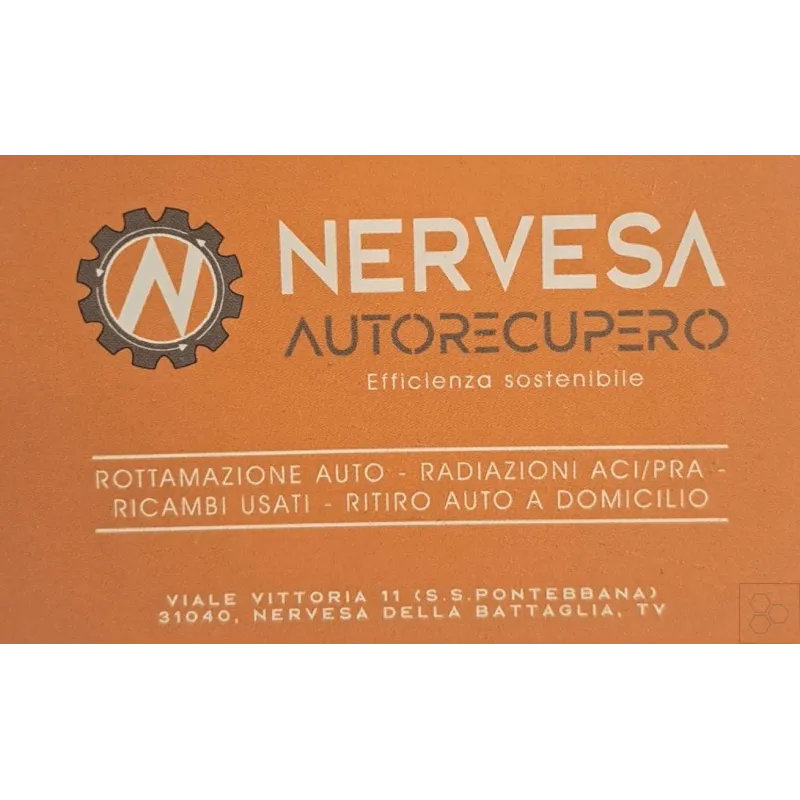 N
NERVESA
AUTORECUPERO
Efficienza sostenibile
ROTTAMAZIONE AUTO - RADIAZIONI ACI/PRA -
RICAMBI USATI - RITIRO AUTO A DOMICILIO
VIALE VITTORIA 11 (S.S.PONTEBBANA)
31040, NERVESA DELLA BATTAGLIA, TV